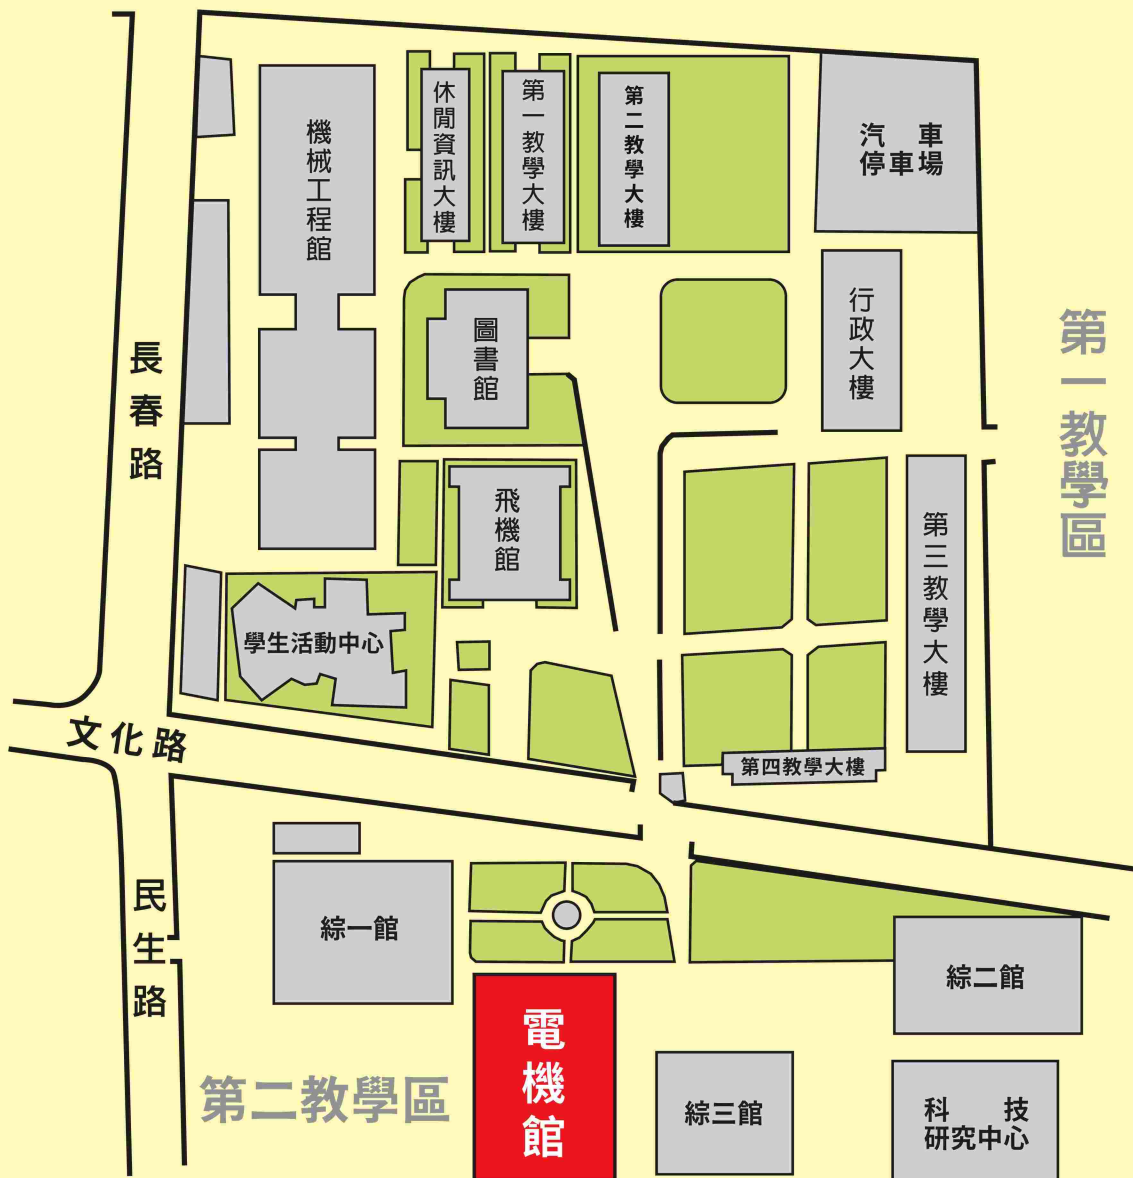 機械工程館
休閒資訊大樓
第一教學大樓
第二教學大樓
汽車
停車場
圖書館
行政大樓
長春路
第一教學區
飛機館
第三教學大樓
學生活動中心
文化路
第四教學大樓
民生路
綜一館
綜二館
電機館
第二教學區
綜三館
科技
研究中心